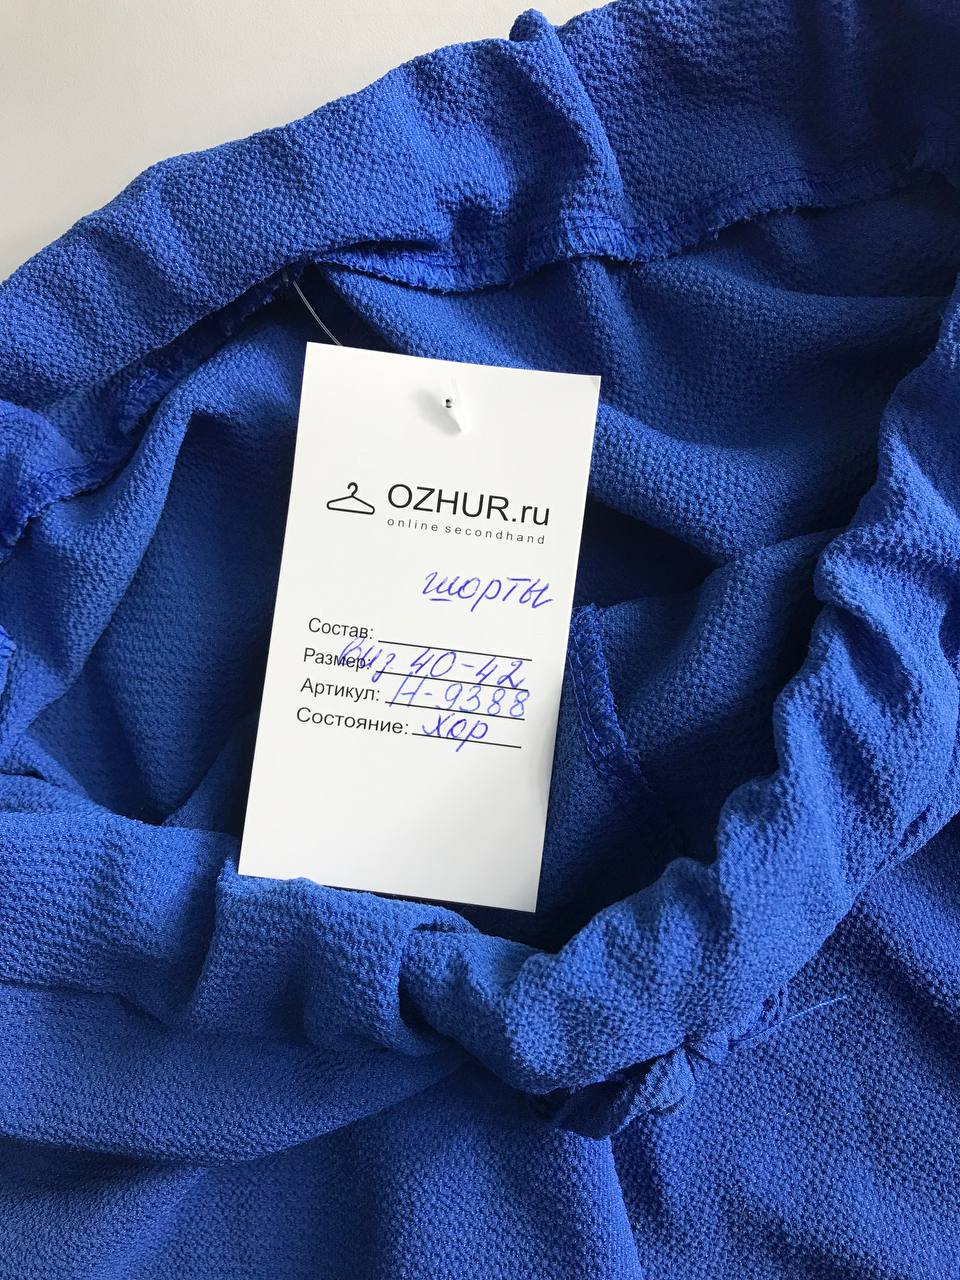 OZHUR.ru
online secondhand
шорты
Состав:
Размер: Виз 40-42
Артикул: Н-9388
Состояние: хор